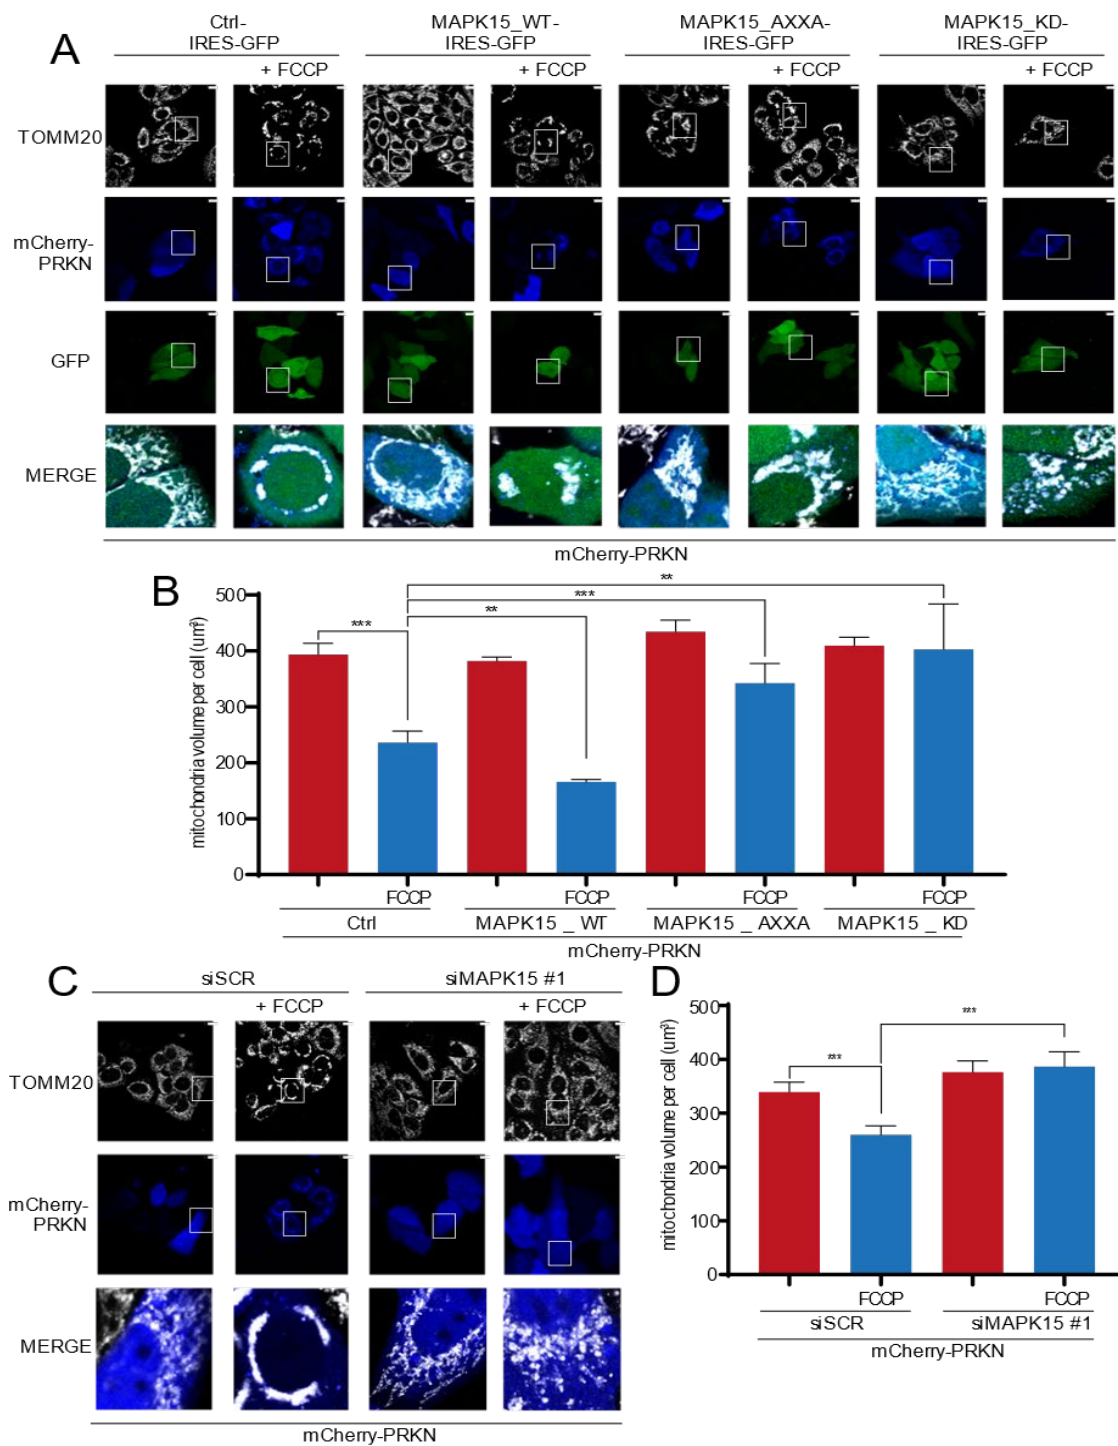 A
Ctrl-
IRES-GFP
MAPK15_WT-
IRES-GFP
MAPK15_AXXA-
IRES-GFP
MAPK15_KD-
IRES-GFP
+ FCCP + FCCP + FCCP + FCCP
TOMM20
mCherry-
PRKN
GFP
MERGE
mCherry-PRKN
B
mitochondria volume per cell (um³)
500
400
300
200
100
0
*** ** *** **
FCCP FCCP FCCP FCCP
Ctrl MAPK15 _ WT MAPK15 _ AXXA MAPK15 _ KD
mCherry-PRKN
C
siSCR siMAPK15 #1
+ FCCP + FCCP
TOMM20
mCherry-
PRKN
MERGE
mCherry-PRKN
D
mitochondria volume per cell (um³)
500
400
300
200
100
0
*** ***
FCCP FCCP
siSCR siMAPK15 #1
mCherry-PRKN